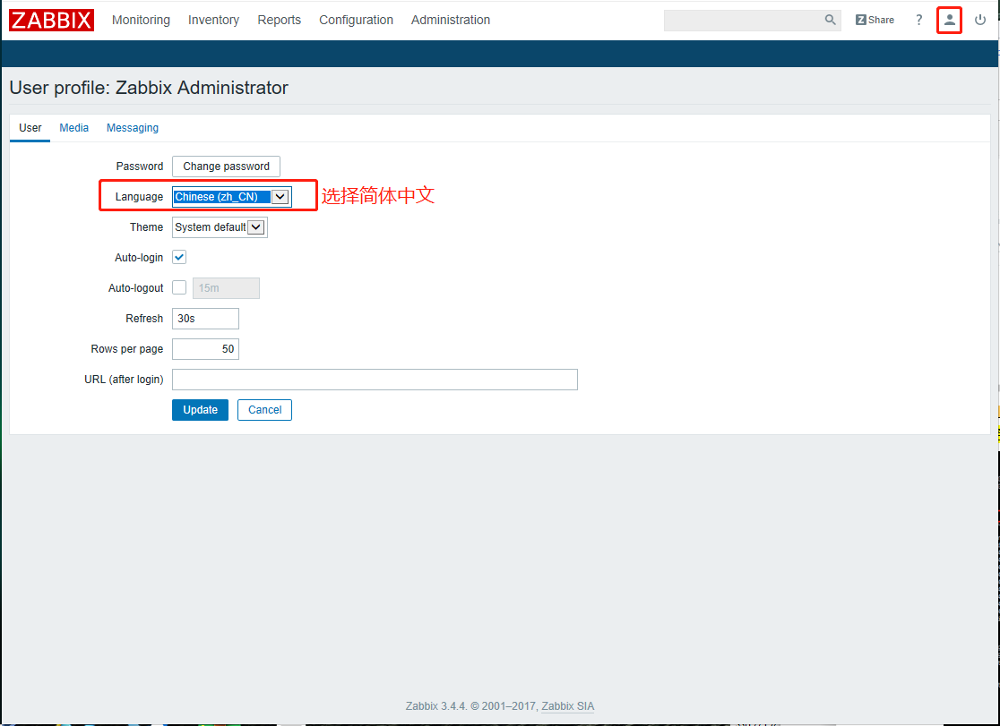 ZABBIX Monitoring Inventory Reports Configuration Administration Z Share ?
User profile: Zabbix Administrator
User Media Messaging
Password Change password
Language Chinese (zh_CN) 选择简体中文
Theme System default
Auto-login
Auto-logout 15m
Refresh 30s
Rows per page 50
URL (after login)
Update Cancel
Zabbix 3.4.4. © 2001–2017, Zabbix SIA